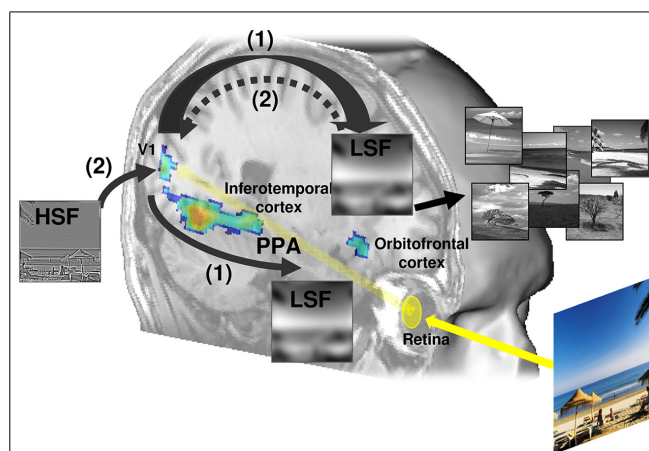 (1)
(2)
V1
LSF
(2)
HSF
Inferotemporal
cortex
PPA
Orbitofrontal
cortex
(1)
LSF
Retina